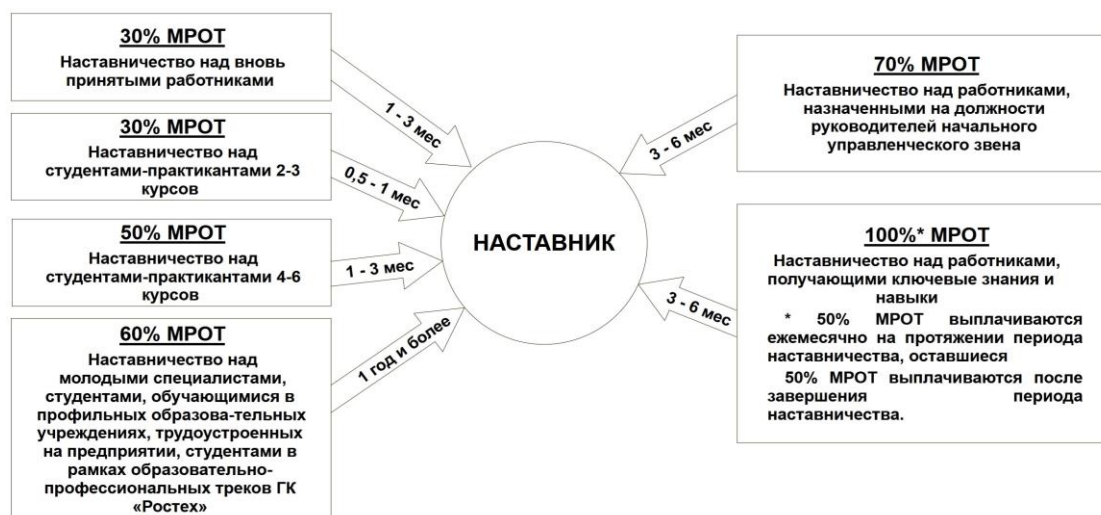 30% МРОТ
Наставничество над вновь
принятыми работниками
1 - 3 мес
30% МРОТ
Наставничество над
студентами-практикантами 2-3
курсов
0,5 - 1 мес
50% МРОТ
Наставничество над
студентами-практикантами 4-6
курсов
1 - 3 мес
60% МРОТ
Наставничество над
молодыми специалистами,
студентами, обучающимися в
профильных образова-тельных
учреждениях, трудоустроенных
на предприятии, студентами в
рамках образовательно-
профессиональных треков ГК
«Ростех»
1 год и более
НАСТАВНИК
70% МРОТ
Наставничество над работниками,
назначенными на должности
руководителей начального
управленческого звена
3 - 6 мес
100%* МРОТ
Наставничество над работниками,
получающими ключевые знания и
навыки
* 50% МРОТ выплачиваются
ежемесячно на протяжении периода
наставничества, оставшиеся
50% МРОТ выплачиваются после
завершения периода
наставничества.
3 - 6 мес